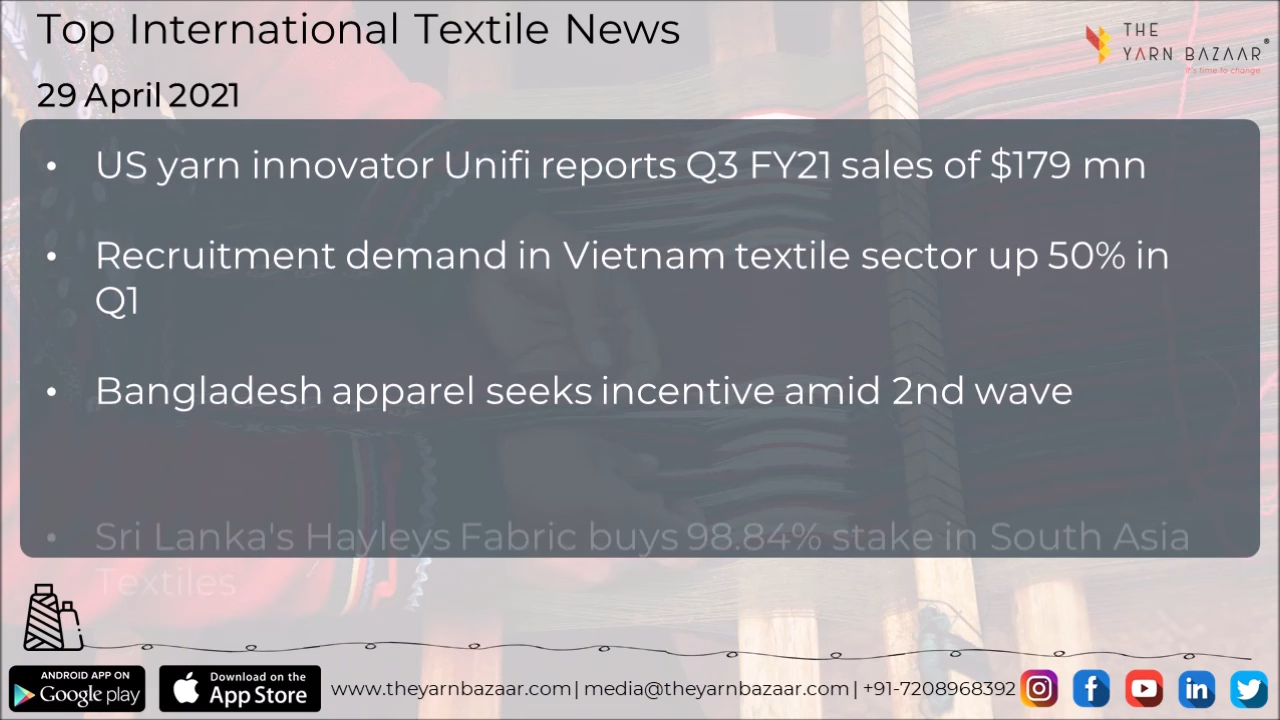 Top International Textile News
THE
YARN BAZAAR®
It's time to change
29 April 2021
• US yarn innovator Unifi reports Q3 FY21 sales of $179 mn
• Recruitment demand in Vietnam textile sector up 50% in
Q1
• Bangladesh apparel seeks incentive amid 2nd wave
• Sri Lanka's Hayleys Fabric buys 98.84% stake in South Asia
Textiles
ANDROID APP ON
Google play
Download on the
App Store
www.theyarnbazaar.com | media@theyarnbazaar.com | +91-7208968392